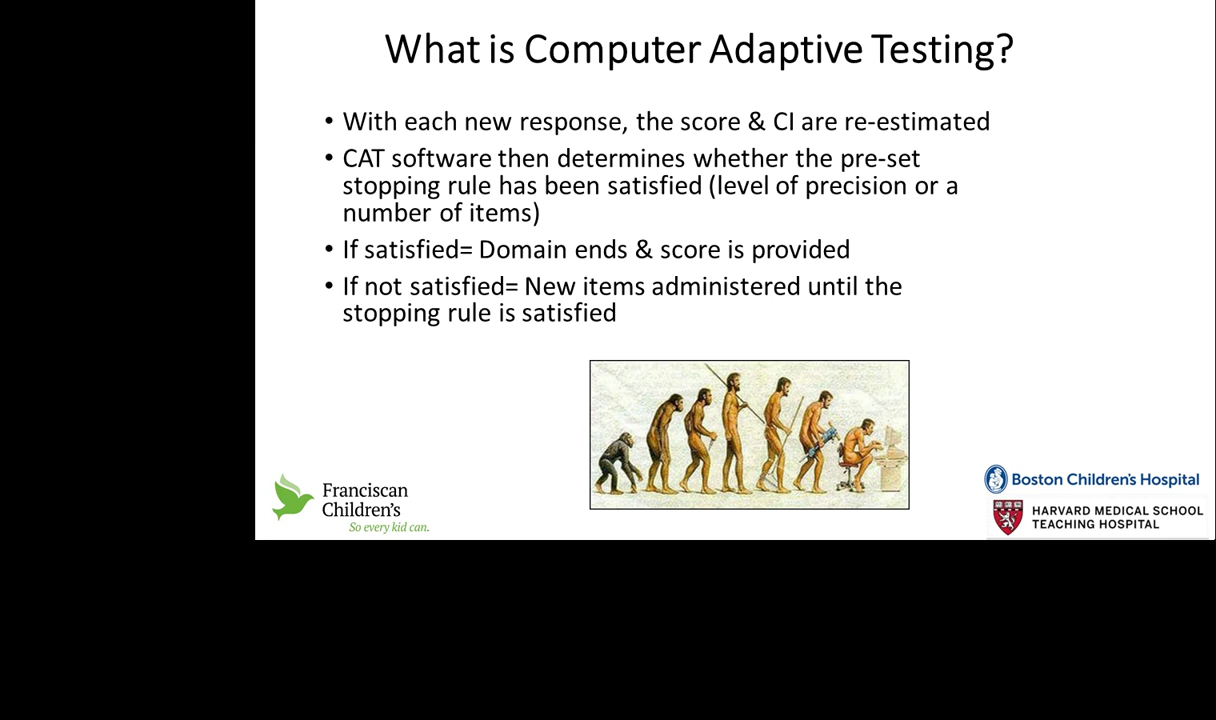 What is Computer Adaptive Testing?
• With each new response, the score & CI are re-estimated
• CAT software then determines whether the pre-set
stopping rule has been satisfied (level of precision or a
number of items)
• If satisfied= Domain ends & score is provided
• If not satisfied= New items administered until the
stopping rule is satisfied
Franciscan
Children's
So every kid can.
Boston Children's Hospital
HARVARD MEDICAL SCHOOL
TEACHING HOSPITAL